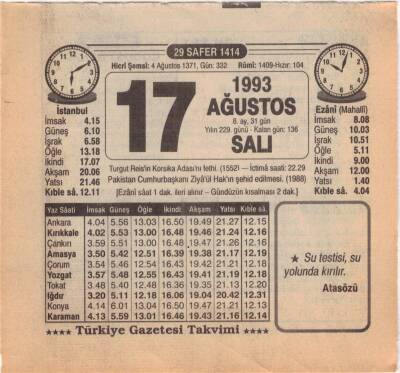 29 SAFER 1414
Hicrî Şemsî: 4 Ağustos 1371, Gün: 332 Rûmî: 1409-Hızır: 104
17
1993
AĞUSTOS
8. ay, 31 gün
Yılın 229. günü - Kalan gün: 136
SALI
İstanbul
İmsak 4.15
Güneş 6.10
İşrak 6.58
Öğle 13.18
İkindi 17.07
Akşam 20.06
Yatsı 21.46
Kıble sâ. 12.11
Ezânî (Mahallî)
İmsak 8.08
Güneş 10.03
İşrak 10.51
Öğle 5.11
İkindi 9.00
Akşam 12.00
Yatsı 1.40
Kıble sâ. 4.04
Turgut Reis'in Korsika Adası'nı fethi. (1552) — İctimâ saati: 22.29
Pakistan Cumhurbaşkanı Ziyâ'ül Hak'ın şehid edilmesi. (1988)
[Ezânî sâat 1 dak. ileri alınır – Gündüzün kısalması 2 dak.]
Yaz Sâati İmsak Güneş Öğle İkindi Akşam Yatsı Kıble sâ.
Ankara 4.04 5.56 13.03 16.50 19.49 21.27 12.15
Kırıkkale 4.02 5.53 13.00 16.48 19.46 21.24 12.16
Çankırı 3.59 5.51 13.00 16.48 19.47 21.26 12.16
Amasya 3.50 5.42 12.51 16.39 19.38 21.17 12.19
Çorum 3.54 5.46 12.54 16.43 19.42 21.21 12.18
Yozgat 3.57 5.48 12.55 16.43 19.41 21.19 12.18
Tokat 3.48 5.40 12.48 16.36 19.35 21.13 12.20
Iğdır 3.20 5.11 12.18 16.06 19.04 20.42 12.31
Konya 4.14 6.01 13.04 16.50 19.45 21.19 12.12
Karaman 4.13 5.59 13.01 16.46 19.43 21.16 12.14
★ Su testisi, su
yolunda kırılır.
Atasözü
★★★★ Türkiye Gazetesi Takvimi ★★★★